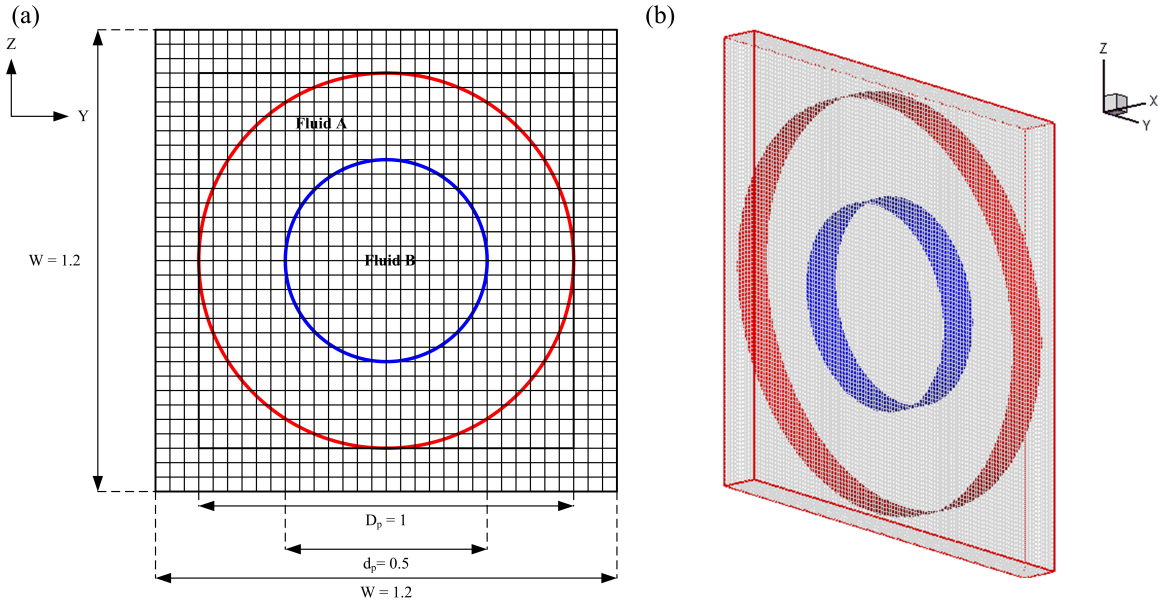 (a)
Z
Y
Fluid A
Fluid B
W = 1.2
Dp = 1
dp= 0.5
W = 1.2
(b)
Z
X
Y